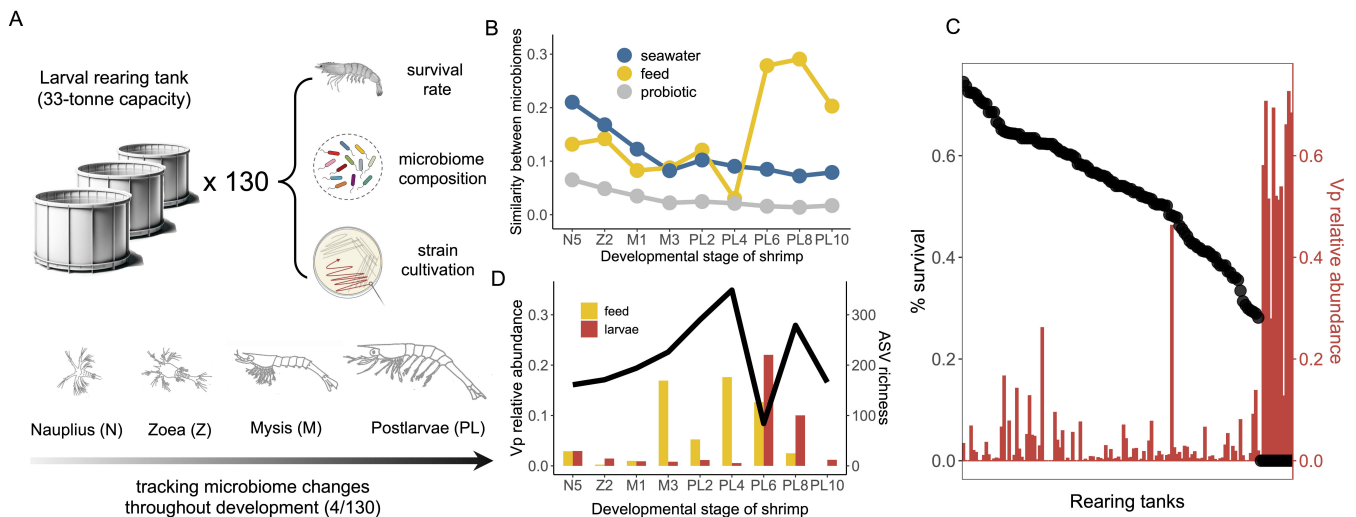 A
Larval rearing tank
(33-tonne capacity)
x 130
survival
rate
microbiome
composition
strain
cultivation
Nauplius (N)
Zoea (Z)
Mysis (M)
Postlarvae (PL)
tracking microbiome changes
throughout development (4/130)
B
Similarity between microbiomes
0.3
0.2
0.1
0.0
seawater
feed
probiotic
N5 Z2 M1 M3 PL2 PL4 PL6 PL8 PL10
Developmental stage of shrimp
D
Vp relative abundance
0.3
0.2
0.1
0.0
feed
larvae
300
200
100
0
ASV richness
N5 Z2 M1 M3 PL2 PL4 PL6 PL8 PL10
Developmental stage of shrimp
C
% survival
0.6
0.4
0.2
0.0
0.6
0.4
0.2
0.0
Vp relative abundance
Rearing tanks